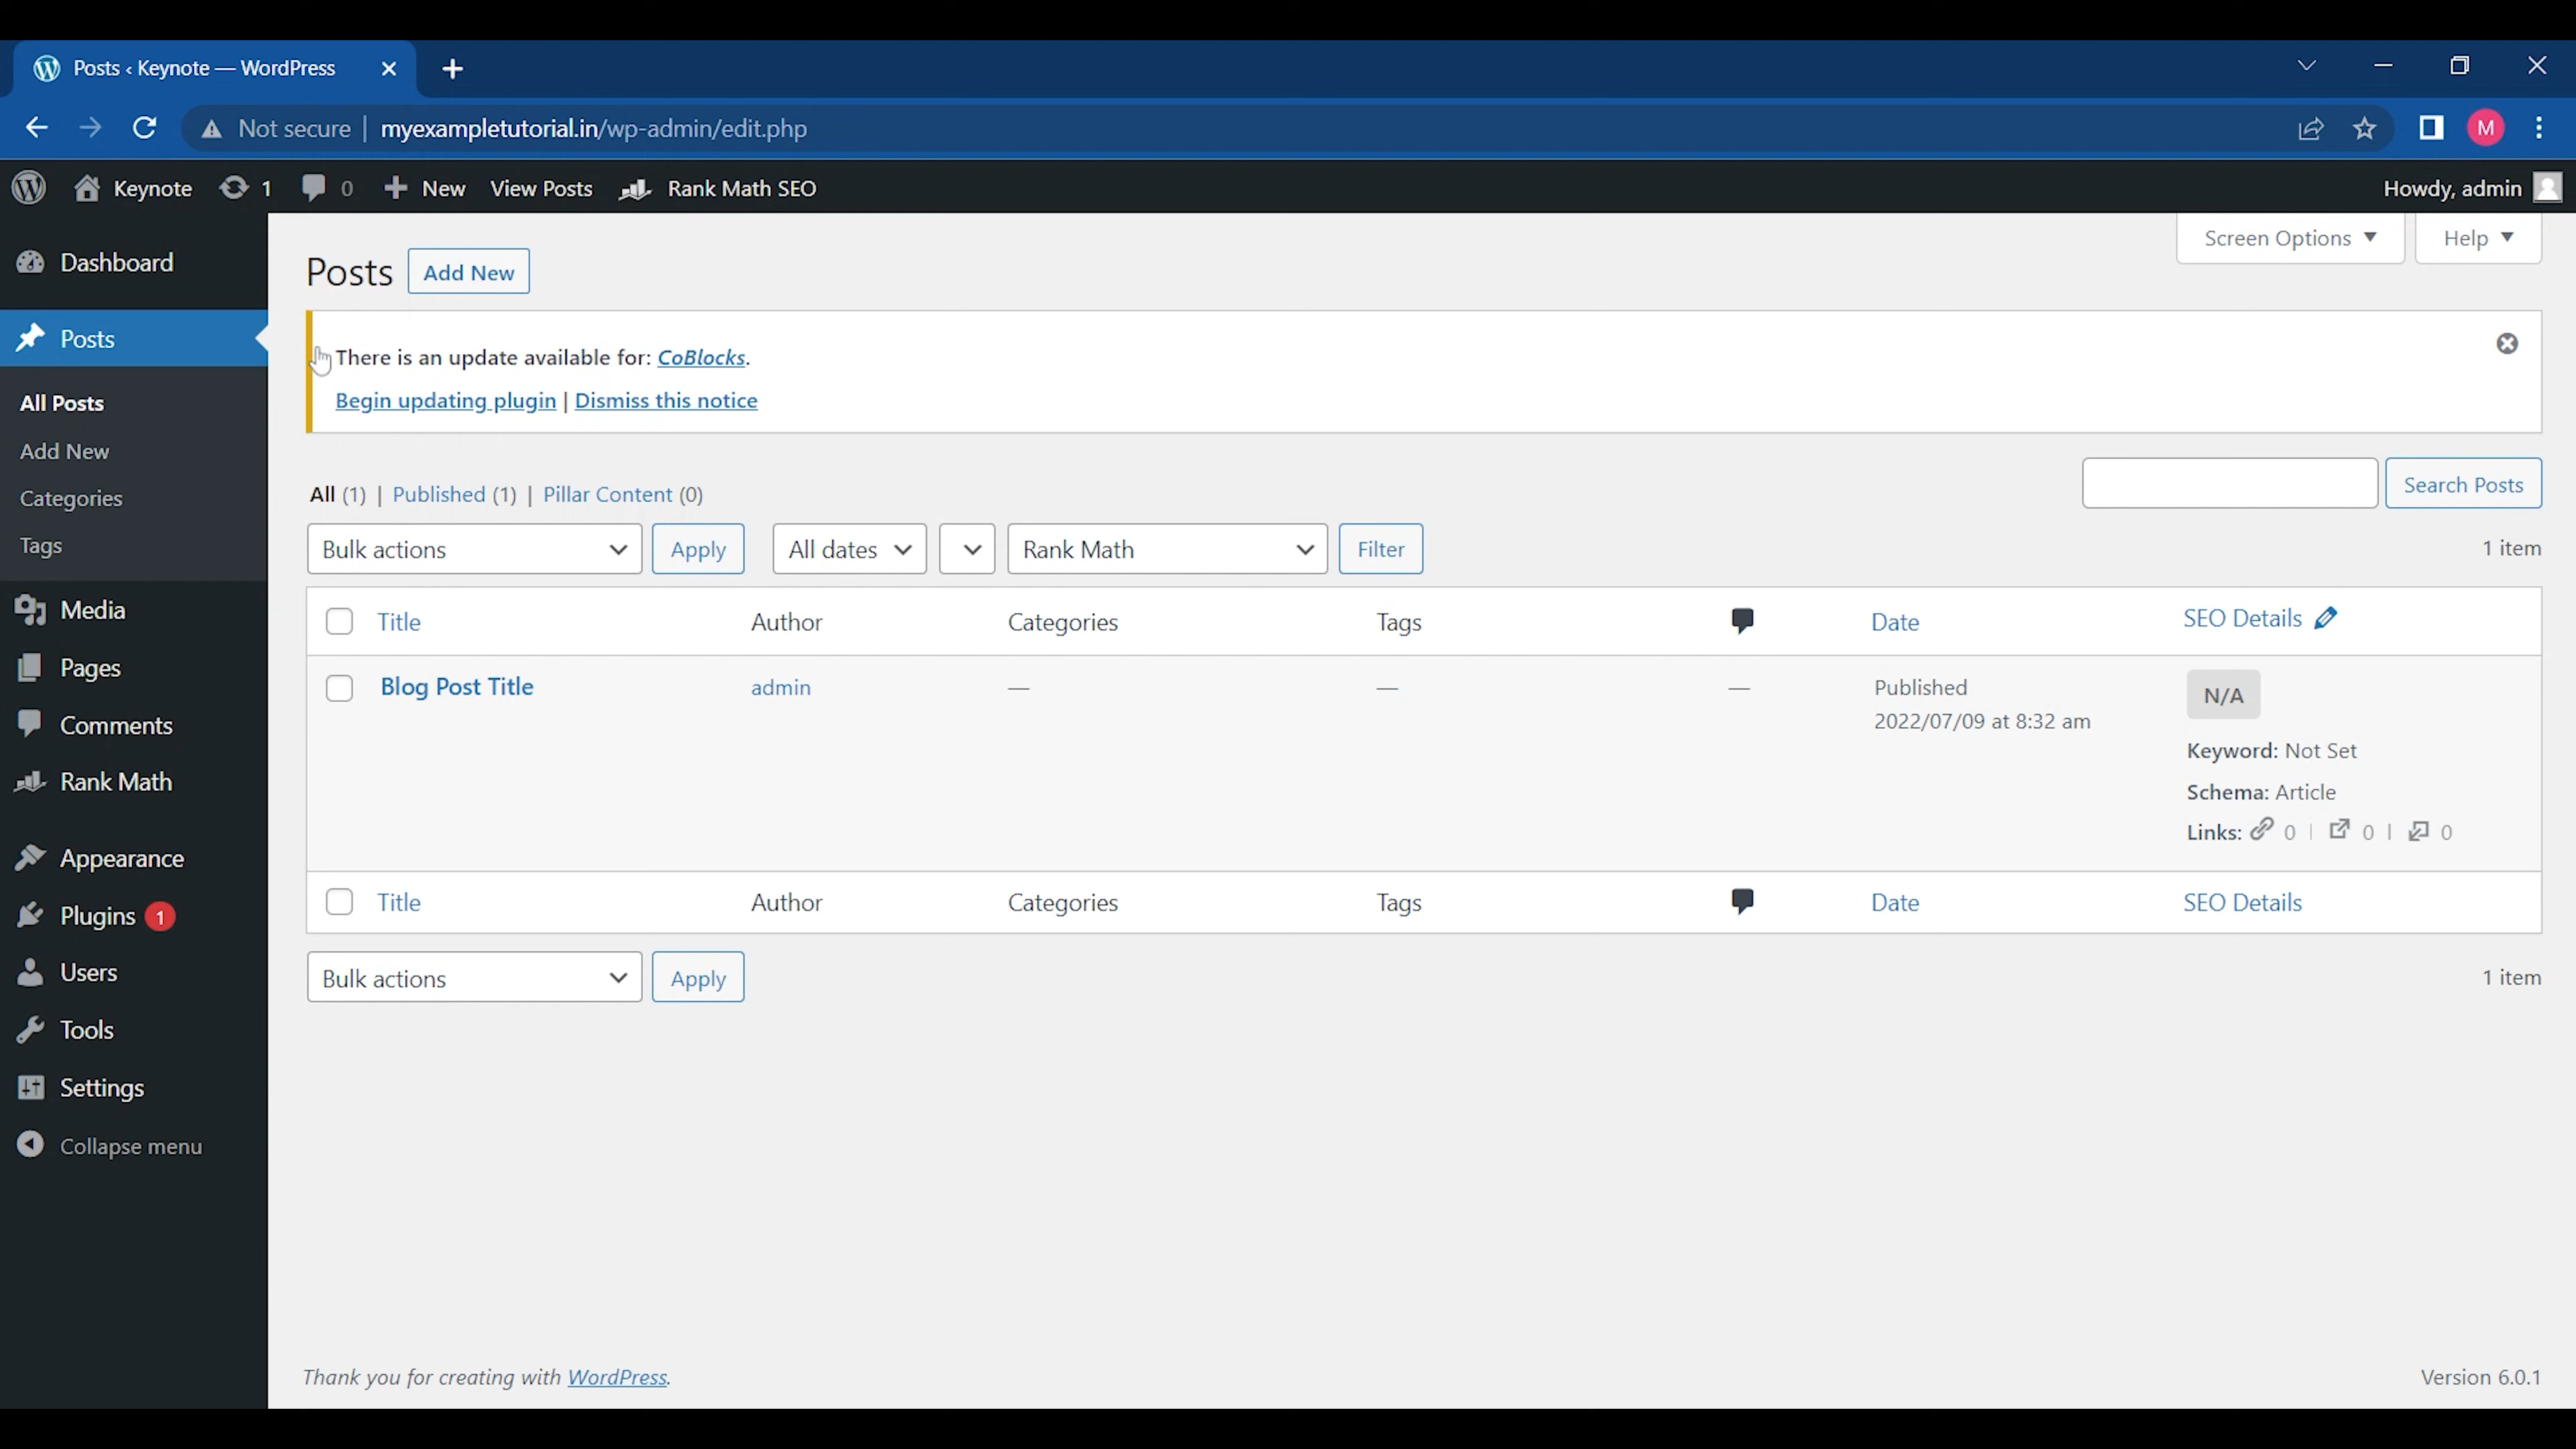 Posts ‹ Keynote — WordPress
Not secure | myexampletutorial.in/wp-admin/edit.php
M
Keynote 1 0 New View Posts Rank Math SEO Howdy, admin
Screen Options Help
Dashboard
Posts
All Posts
Add New
Categories
Tags
Media
Pages
Comments
Rank Math
Appearance
Plugins 1
Users
Tools
Settings
Collapse menu
Posts Add New
There is an update available for: CoBlocks.
Begin updating plugin | Dismiss this notice
All (1) | Published (1) | Pillar Content (0)
Search Posts
Bulk actions Apply All dates Rank Math Filter 1 item
Title Author Categories Tags Date SEO Details
Blog Post Title admin — — — Published N/A
2022/07/09 at 8:32 am
Keyword: Not Set
Schema: Article
Links: 0 | 0 | 0
Title Author Categories Tags Date SEO Details
Bulk actions Apply 1 item
Thank you for creating with WordPress. Version 6.0.1